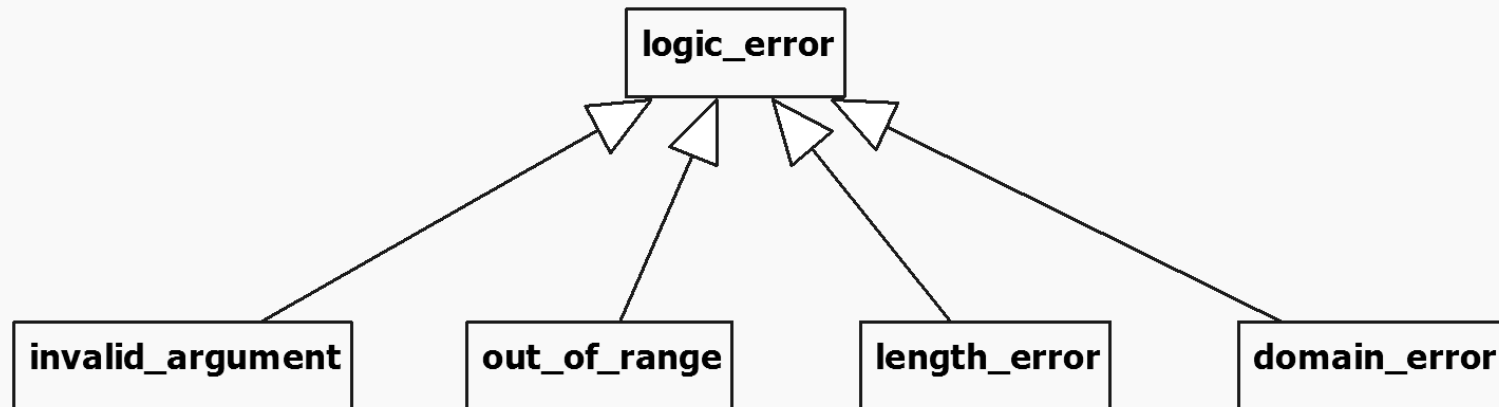 logic_error
invalid_argument
out_of_range
length_error
domain_error